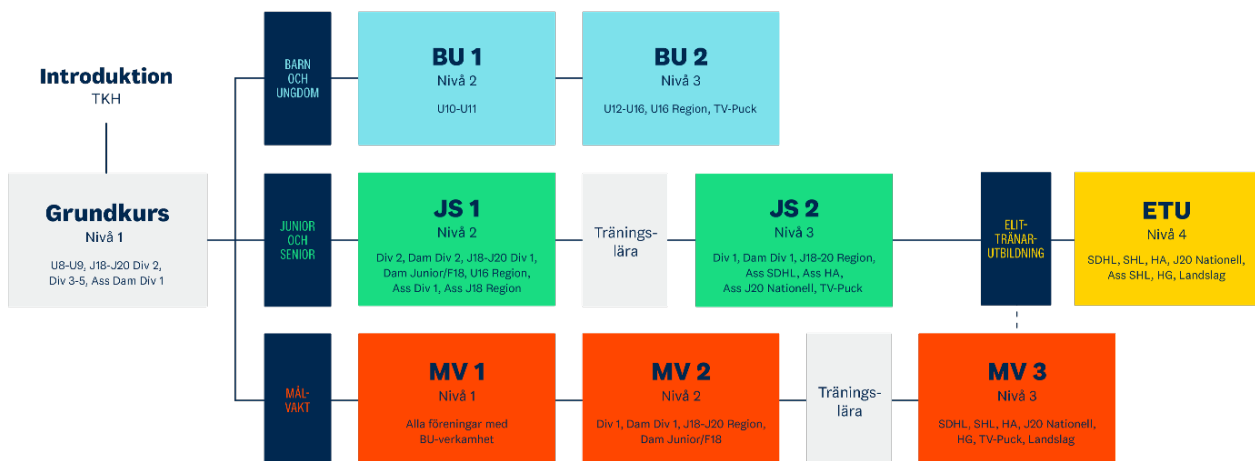 Introduktion
TKH
Grundkurs
Nivå 1
U8-U9, J18-J20 Div 2,
Div 3-5, Ass Dam Div 1
BARN
OCH
UNGDOM
BU 1
Nivå 2
U10-U11
BU 2
Nivå 3
U12-U16, U16 Region, TV-Puck
JUNIOR
OCH
SENIOR
JS 1
Nivå 2
Div 2, Dam Div 2, J18-J20 Div 1,
Dam Junior/F18, U16 Region,
Ass Div 1, Ass J18 Region
Tränings-
lära
JS 2
Nivå 3
Div 1, Dam Div 1, J18-20 Region,
Ass SDHL, Ass HA,
Ass J20 Nationell, TV-Puck
ELIT-
TRÄNAR-
UTBILDNING
ETU
Nivå 4
SDHL, SHL, HA, J20 Nationell,
Ass SHL, HG, Landslag
MÅL-
VAKT
MV 1
Nivå 1
Alla föreningar med
BU-verkamhet
MV 2
Nivå 2
Div 1, Dam Div 1, J18-J20 Region,
Dam Junior/F18
Tränings-
lära
MV 3
Nivå 3
SDHL, SHL, HA, J20 Nationell,
HG, TV-Puck, Landslag